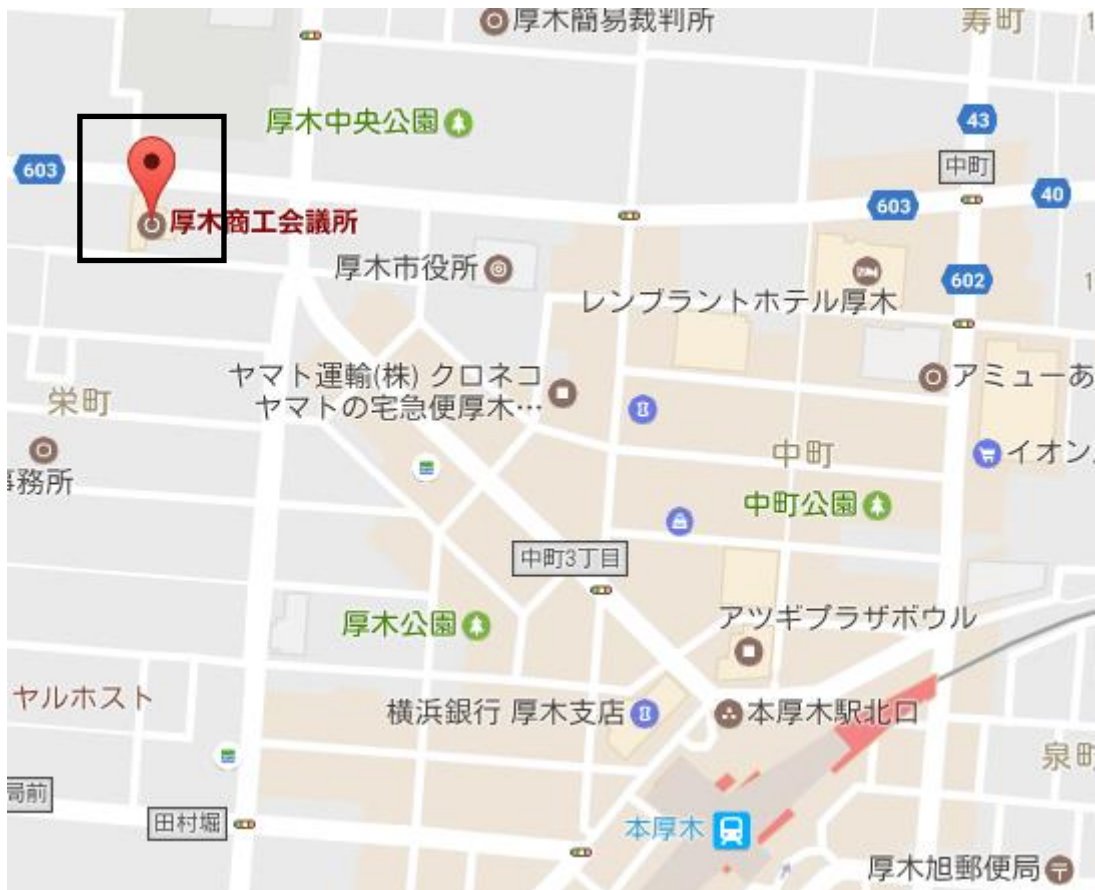 厚木簡易裁判所
寿町
厚木中央公園
43
中町
603
603
40
厚木商工会議所
厚木市役所
602
レンブラントホテル厚木
ヤマト運輸(株) クロネコ
ヤマトの宅急便厚木…
アミューあ
栄町
中町
イオン
務所
中町公園
中町3丁目
厚木公園
アツギプラザボウル
ヤルホスト
横浜銀行 厚木支店
本厚木駅北口
泉町
局前
田村堀
本厚木
厚木旭郵便局